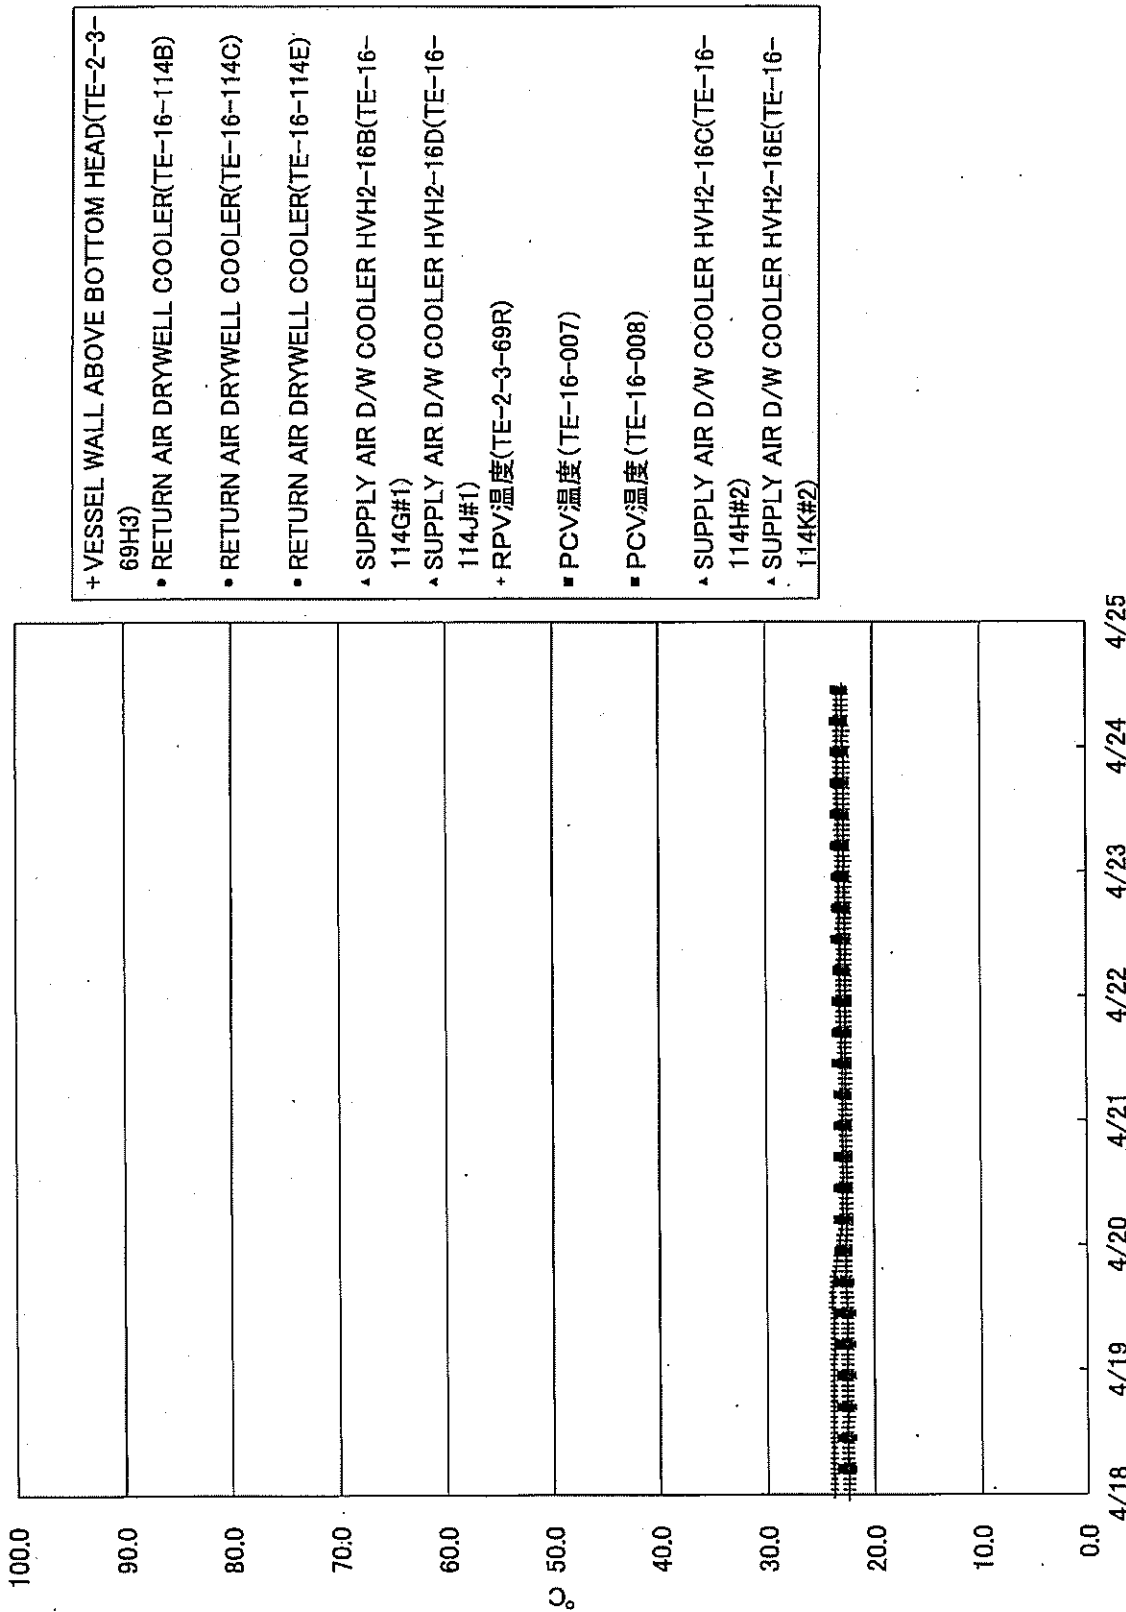 100.0
90.0
80.0
70.0
60.0
50.0
40.0
30.0
20.0
10.0
0.0
℃
4/18
4/19
4/20
4/21
4/22
4/23
4/24
4/25
+ VESSEL WALL ABOVE BOTTOM HEAD(TE-2-3-
69H3)
• RETURN AIR DRYWELL COOLER(TE-16-114B)
• RETURN AIR DRYWELL COOLER(TE-16-114C)
• RETURN AIR DRYWELL COOLER(TE-16-114E)
▲ SUPPLY AIR D/W COOLER HVH2-16B(TE-16-
114G#1)
▲ SUPPLY AIR D/W COOLER HVH2-16D(TE-16-
114J#1)
+ RPV温度(TE-2-3-69R)
■ PCV温度(TE-16-007)
■ PCV温度(TE-16-008)
▲ SUPPLY AIR D/W COOLER HVH2-16C(TE-16-
114H#2)
▲ SUPPLY AIR D/W COOLER HVH2-16E(TE-16-
114K#2)